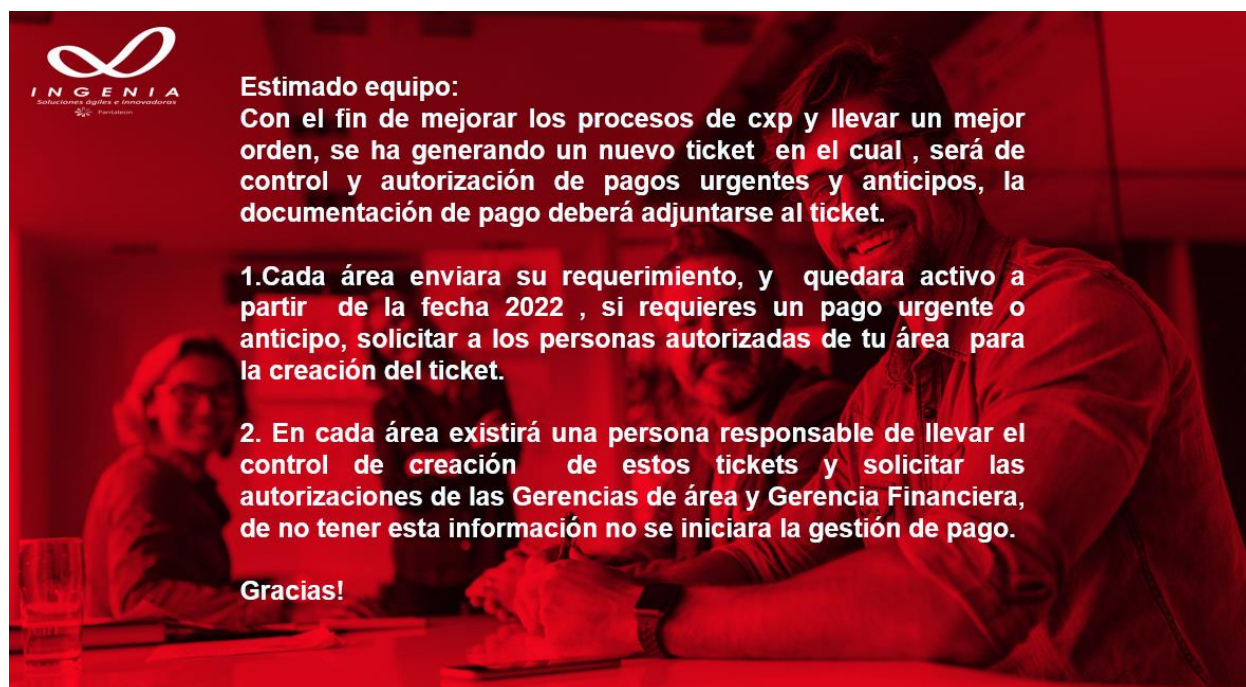 INGENIA
Soluciones ágiles e innovadoras
Pantaleon
Estimado equipo:
Con el fin de mejorar los procesos de cxp y llevar un mejor
orden, se ha generando un nuevo ticket en el cual , será de
control y autorización de pagos urgentes y anticipos, la
documentación de pago deberá adjuntarse al ticket.
1.Cada área enviara su requerimiento, y quedara activo a
partir de la fecha 2022 , si requieres un pago urgente o
anticipo, solicitar a los personas autorizadas de tu área para
la creación del ticket.
2. En cada área existirá una persona responsable de llevar el
control de creación de estos tickets y solicitar las
autorizaciones de las Gerencias de área y Gerencia Financiera,
de no tener esta información no se iniciara la gestión de pago.
Gracias!